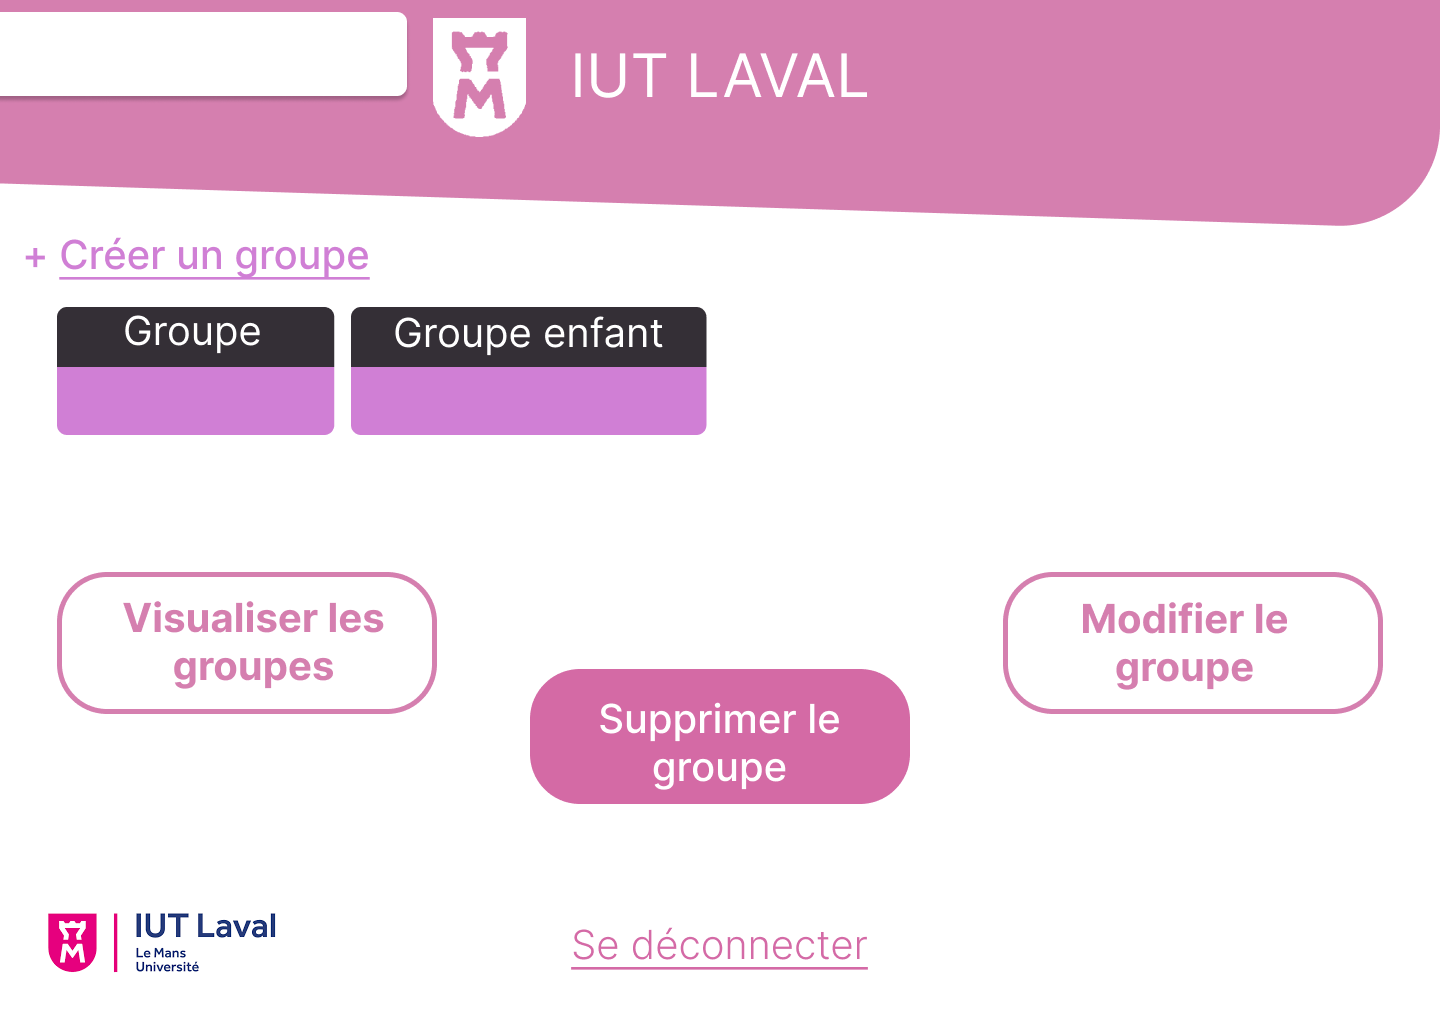 IUT LAVAL
+ Créer un groupe
Groupe
Groupe enfant
Visualiser les
groupes
Modifier le
groupe
Supprimer le
groupe
IUT Laval
Le Mans
Université
Se déconnecter